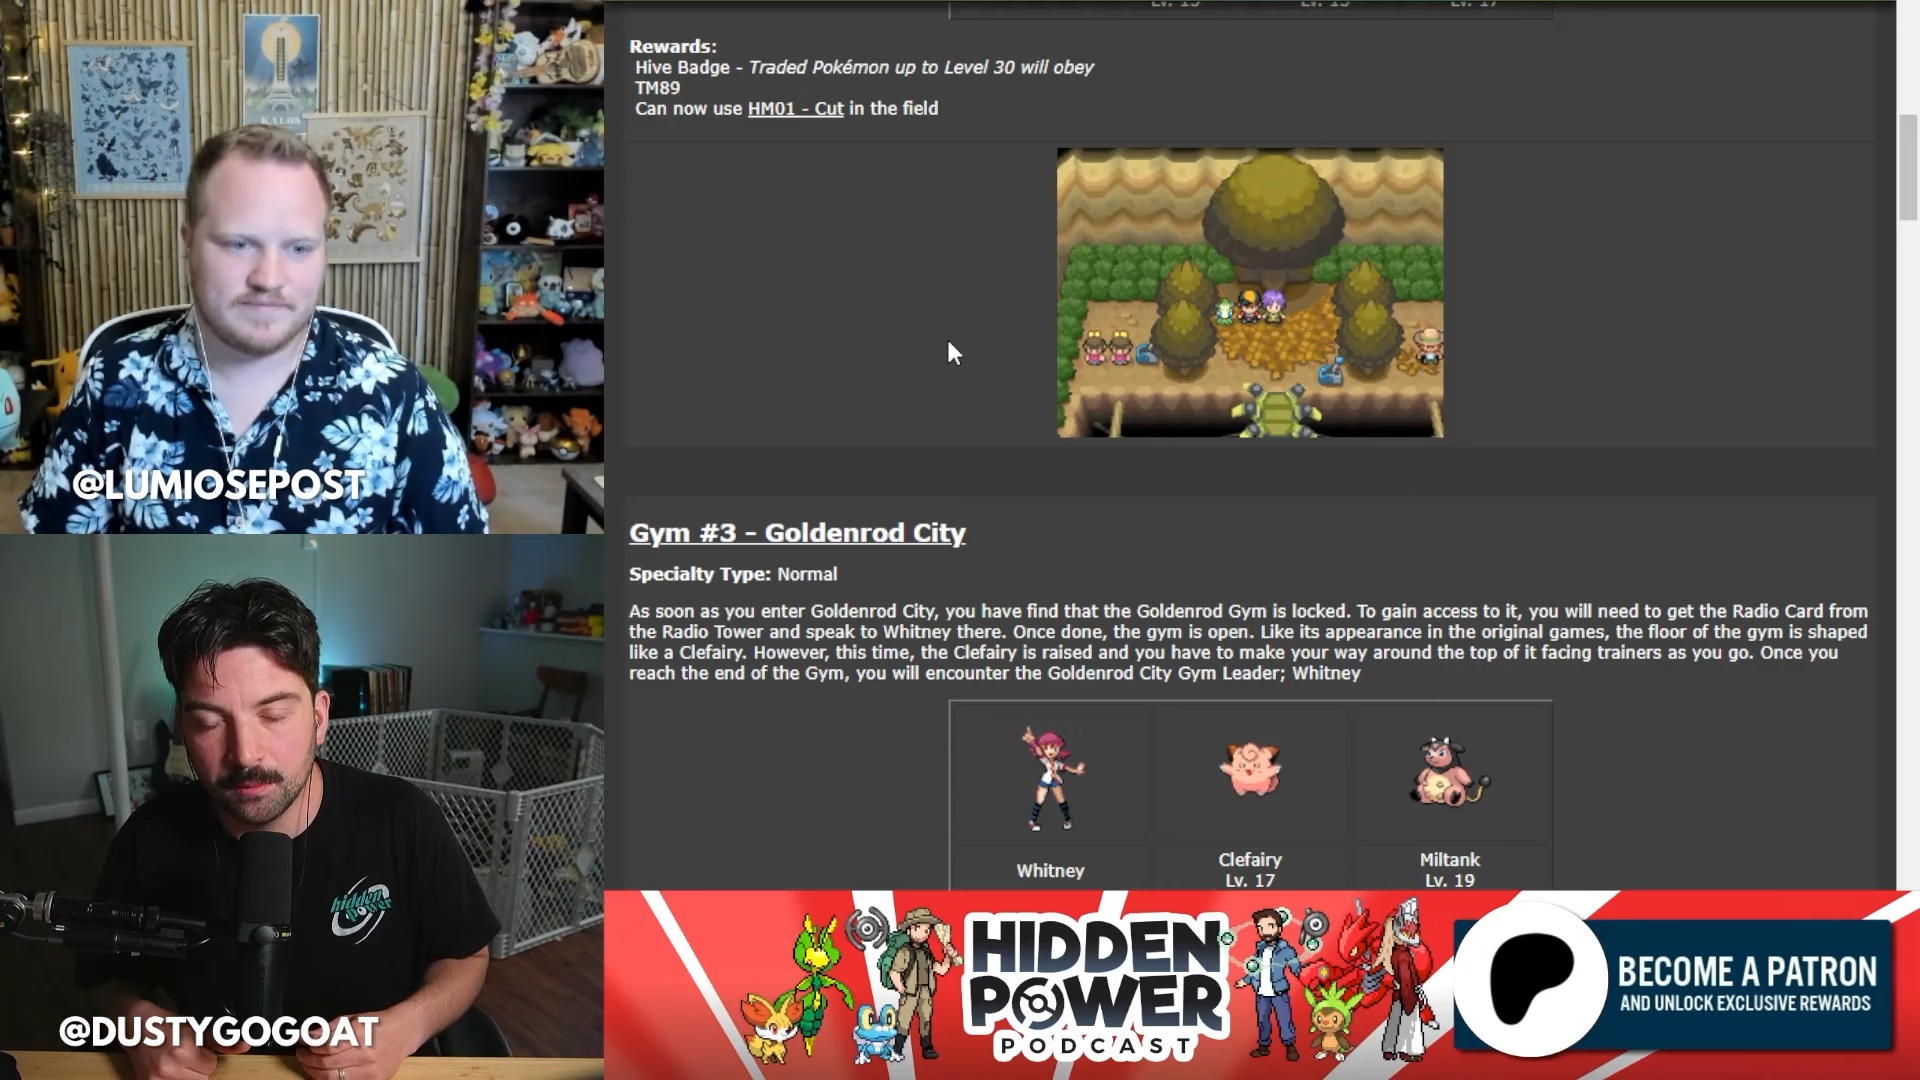 Rewards:
Hive Badge - Traded Pokémon up to Level 30 will obey
TM89
Can now use HM01 - Cut in the field
KALOS
@LUMIOSEPOST
Gym #3 - Goldenrod City
Specialty Type: Normal
As soon as you enter Goldenrod City, you have find that the Goldenrod Gym is locked. To gain access to it, you will need to get the Radio Card from
the Radio Tower and speak to Whitney there. Once done, the gym is open. Like its appearance in the original games, the floor of the gym is shaped
like a Clefairy. However, this time, the Clefairy is raised and you have to make your way around the top of it facing trainers as you go. Once you
reach the end of the Gym, you will encounter the Goldenrod City Gym Leader; Whitney
Whitney
Clefairy
Lv. 17
Miltank
Lv. 19
hidden
power
@DUSTYGOGOAT
HIDDEN
POWER
PODCAST
BECOME A PATRON
AND UNLOCK EXCLUSIVE REWARDS